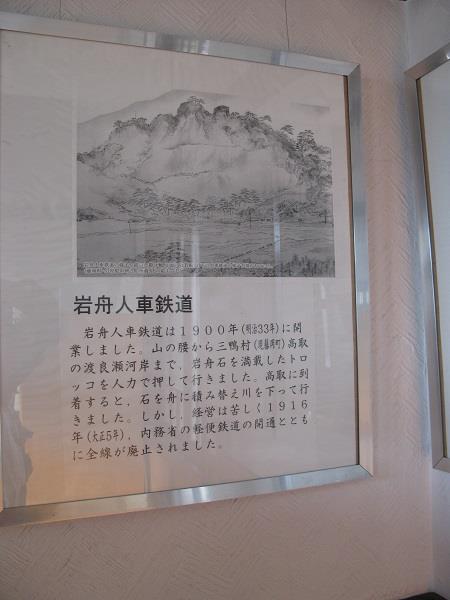 岩舟人車鉄道
岩舟人車鉄道は1900年(明治33年)に開
業しました。山の腰から三鴨村(現藤岡町)高取
の渡良瀬河岸まで，岩舟石を満載したトロ
ッコを人力で押して行きました。高取に到
着すると，石を舟に積み替え川を下って行
きました。しかし，経営は苦しく1916
年(大正5年)，内務省の軽便鉄道の開通ととも
に全線が廃止されました。